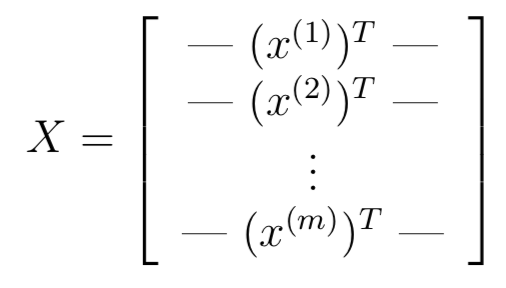 — (x^{(1)})^T —
— (x^{(2)})^T —
X =
⋮
— (x^{(m)})^T —